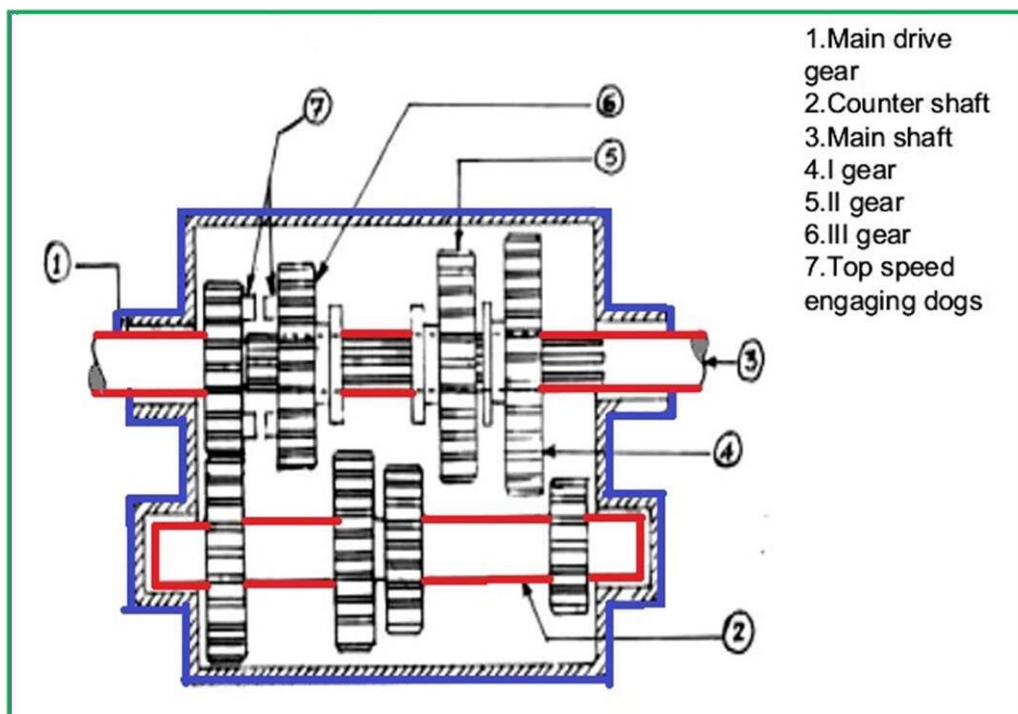 1.Main drive
gear
2.Counter shaft
3.Main shaft
4.I gear
5.II gear
6.III gear
7.Top speed
engaging dogs
7
6
5
1
3
4
2